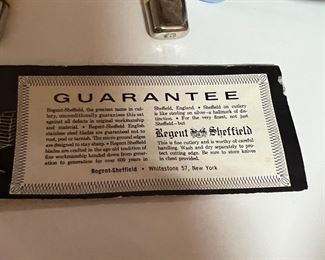 GUARANTEE
Regent-Sheffield, the greatest name in cut-
lery, unconditionally guarantees this set
against all defects in original workmanship
and material. • Regent-Sheffield English
stainless steel blades are guaranteed not to
rust, peel or tarnish. The micro-ground edges
are designed to stay sharp. • Regent Sheffield
blades are crafted in the age old tradition of
fine workmanship handed down from gener-
ation to generation for over 600 years in
Sheffield, England. • Sheffield on cutlery
is like sterling on silver-a hallmark of dis-
tinction. • For the very finest, not just
Sheffield-but
Regent Sheffield
This is fine cutlery and is worthy of careful
handling. Wash and dry separately to pro-
tect cutting edge. Be sure to store knives
in chest provided.
Regent-Sheffield • Whitestone 57, New York